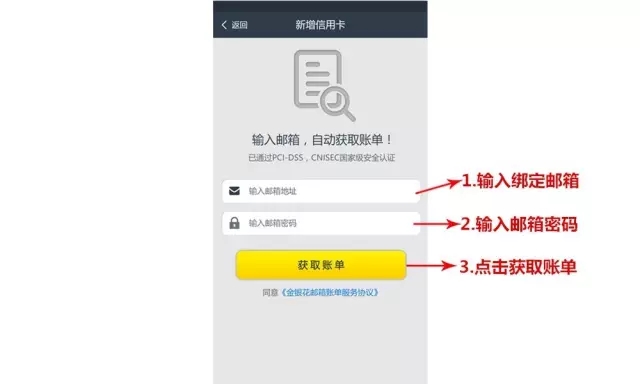 返回
新增信用卡
输入邮箱，自动获取账单！
已通过PCI-DSS，CNISEC国家级安全认证
输入邮箱地址
1.输入绑定邮箱
输入邮箱密码
2.输入邮箱密码
获取账单
3.点击获取账单
同意《金银花邮箱账单服务协议》